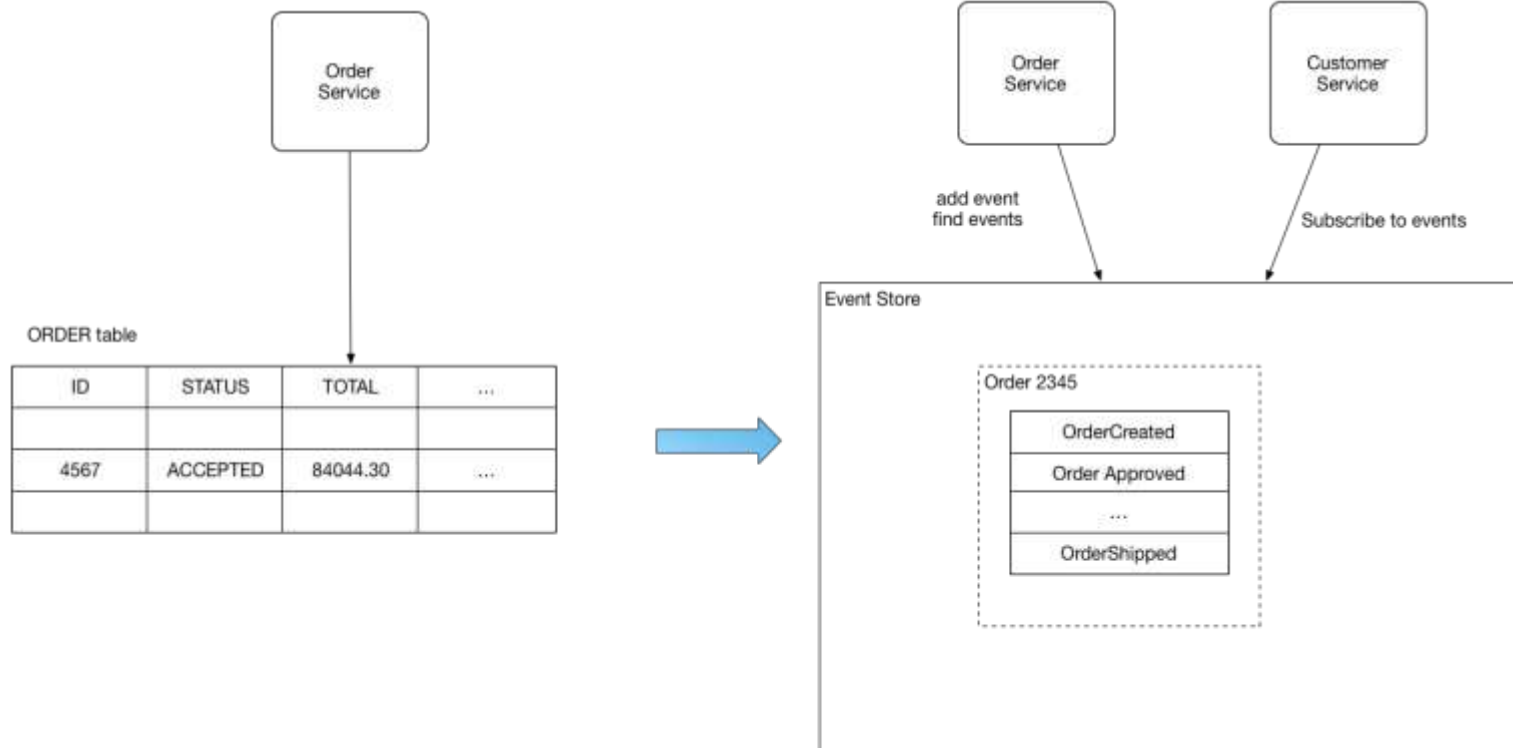 Order
Service
ORDER table
ID STATUS TOTAL ...
4567 ACCEPTED 84044.30 ...
Order
Service
Customer
Service
add event
find events
Subscribe to events
Event Store
Order 2345
OrderCreated
Order Approved
...
OrderShipped